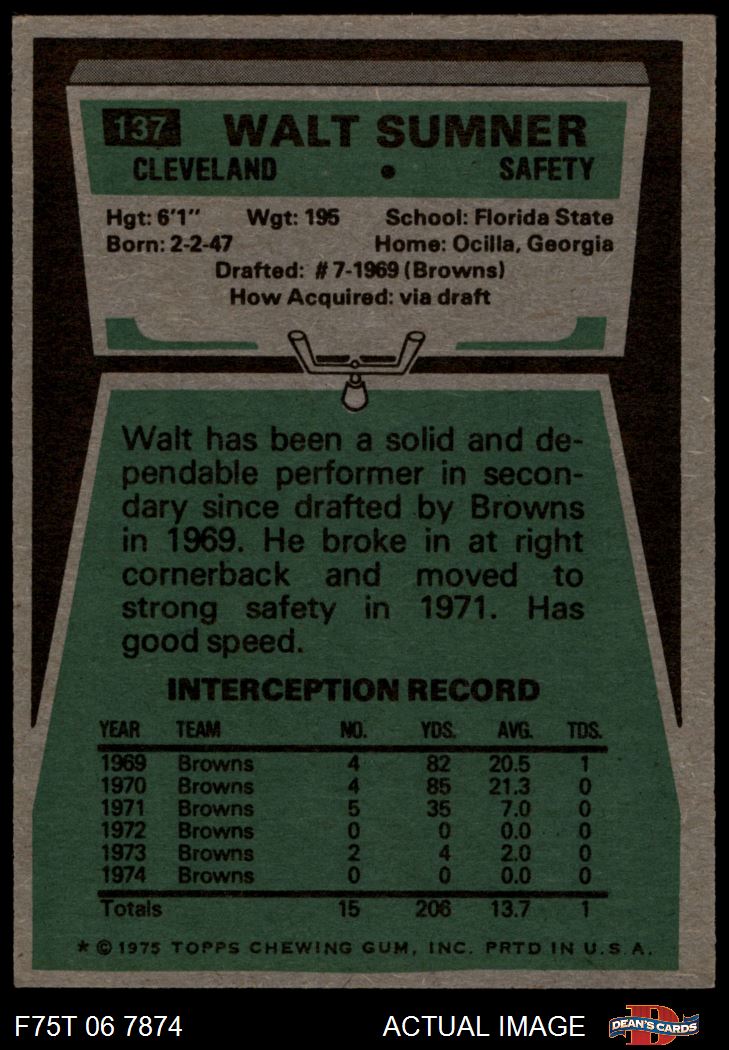 137 WALT SUMNER
CLEVELAND • SAFETY
Hgt: 6'1" Wgt: 195 School: Florida State
Born: 2-2-47 Home: Ocilla, Georgia
Drafted: #7-1969 (Browns)
How Acquired: via draft
Walt has been a solid and de-
pendable performer in secon-
dary since drafted by Browns
in 1969. He broke in at right
cornerback and moved to
strong safety in 1971. Has
good speed.
INTERCEPTION RECORD
YEAR TEAM NO. YDS. AVG. TDS.
1969 Browns 4 82 20.5 1
1970 Browns 4 85 21.3 0
1971 Browns 5 35 7.0 0
1972 Browns 0 0 0.0 0
1973 Browns 2 4 2.0 0
1974 Browns 0 0 0.0 0
Totals 15 206 13.7 1
* © 1975 TOPPS CHEWING GUM, INC. PRTD IN U.S.A.
F75T 06 7874 ACTUAL IMAGE D DEAN'S CARDS